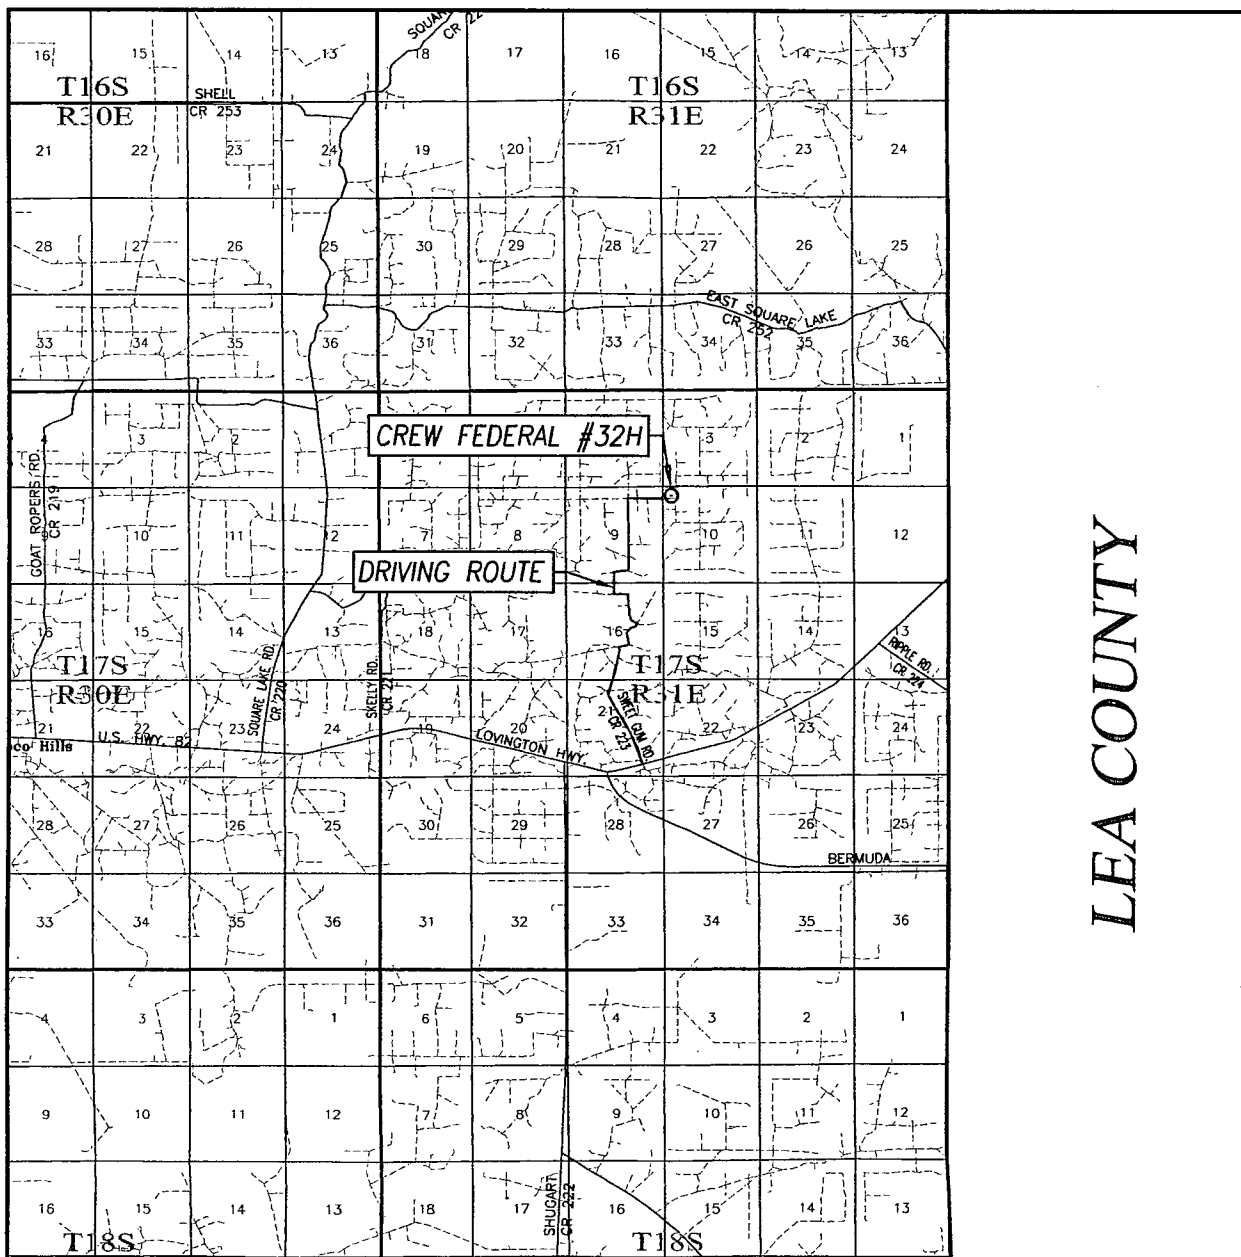 SQUAR
CR 22
16 15 14 13 18 17 16 15 14 13
T16S T16S
SHELL
R30E R31E
CR 253
21 22 23 24 19 20 21 22 23 24
28 27 26 25 30 29 28 27 26 25
EAST SQUARE LAKE
CR 252
33 34 35 36 31 32 33 34 35 36
CREW FEDERAL #32H
4 3 2 1 3 2 1
GOAT ROPERS RD.
CR 219
10 11 12 7 8 9 10 11 12
DRIVING ROUTE
16 15 14 13 18 17 16 15 14 13
RIPPLE RD.
CR 224
T17S T17S
R30E R31E
SQUARE LAKE RD.
CR 220
SKELLY RD.
CR 221
SWEET GUM RD.
CR 223
21 22 23 24 19 20 21 22 23 24
co Hills
U.S. HWY. 82
LOVINGTON HWY
28 27 26 25 30 29 28 27 26 25
BERMUDA
33 34 35 36 31 32 33 34 35 36
4 3 2 1 6 5 4 3 2 1
9 10 11 12 7 8 9 10 11 12
16 15 14 13 18 17 16 15 14 13
SHUGART
CR 222
T18S T18S
LEA COUNTY